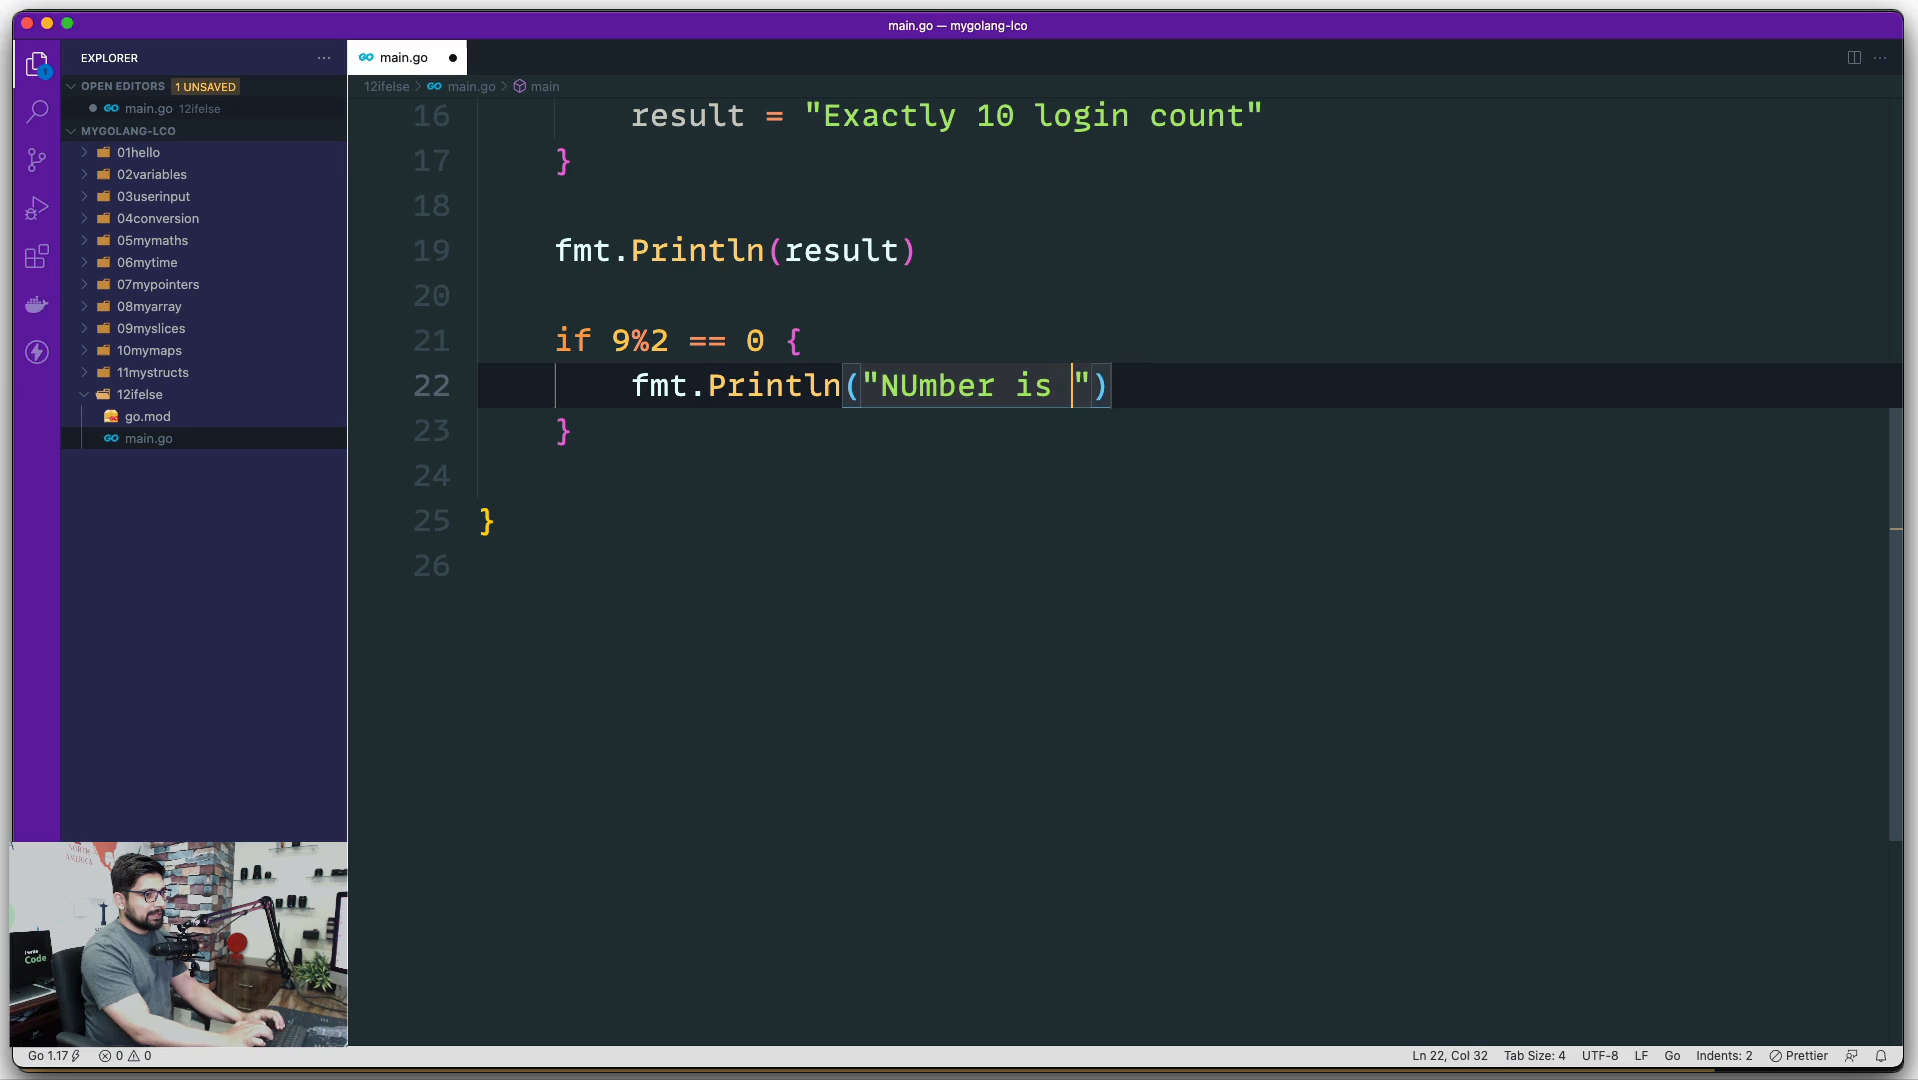 main.go — mygolang-lco
EXPLORER
OPEN EDITORS 1 UNSAVED
main.go 12ifelse
MYGOLANG-LCO
01hello
02variables
03userinput
04conversion
05mymaths
06mytime
07mypointers
08myarray
09myslices
10mymaps
11mystructs
12ifelse
go.mod
main.go
main.go
12ifelse > main.go > main
16 result = "Exactly 10 login count"
17 }
18
19 fmt.Println(result)
20
21 if 9%2 == 0 {
22 fmt.Println("NUmber is ")
23 }
24
25 }
26
NORTH
AMERICA
I write
Code
Go 1.17 0 0
Ln 22, Col 32 Tab Size: 4 UTF-8 LF Go Indents: 2 Prettier